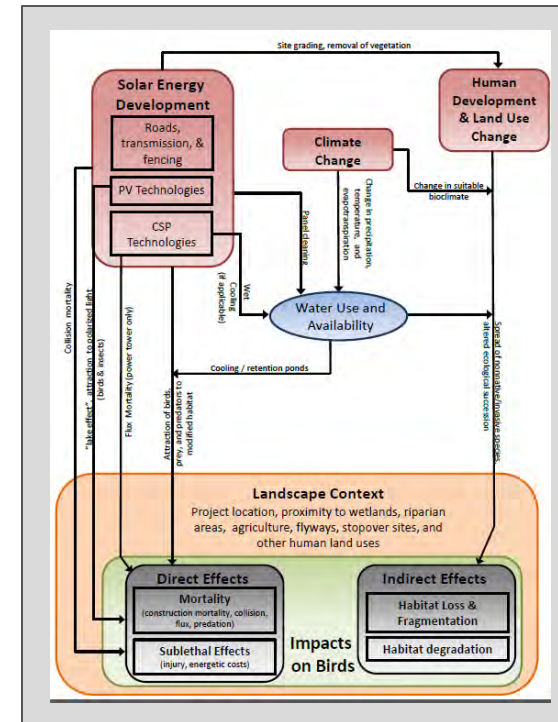 Site grading, removal of vegetation
Solar Energy
Development
Roads,
transmission, &
fencing
PV Technologies
CSP
Technologies
Human
Development
& Land Use
Change
Climate
Change
Change in suitable
bioclimate
Change in precipitation,
temperature, and
evapotranspiration
Panel cleaning
Wet
Cooling
(if applicable)
Water Use and
Availability
Cooling / retention ponds
Collision mortality
"lake effect", attraction to polarized light
(birds & insects)
Flux Mortality (power tower only)
Attraction of birds,
prey, and predators to
modified habitat
Spread of nonnative/invasive species,
altered ecological succession
Landscape Context
Project location, proximity to wetlands, riparian
areas, agriculture, flyways, stopover sites, and
other human land uses
Direct Effects
Mortality
(construction mortality, collision,
flux, predation)
Sublethal Effects
(injury, energetic costs)
Impacts
on Birds
Indirect Effects
Habitat Loss &
Fragmentation
Habitat degradation